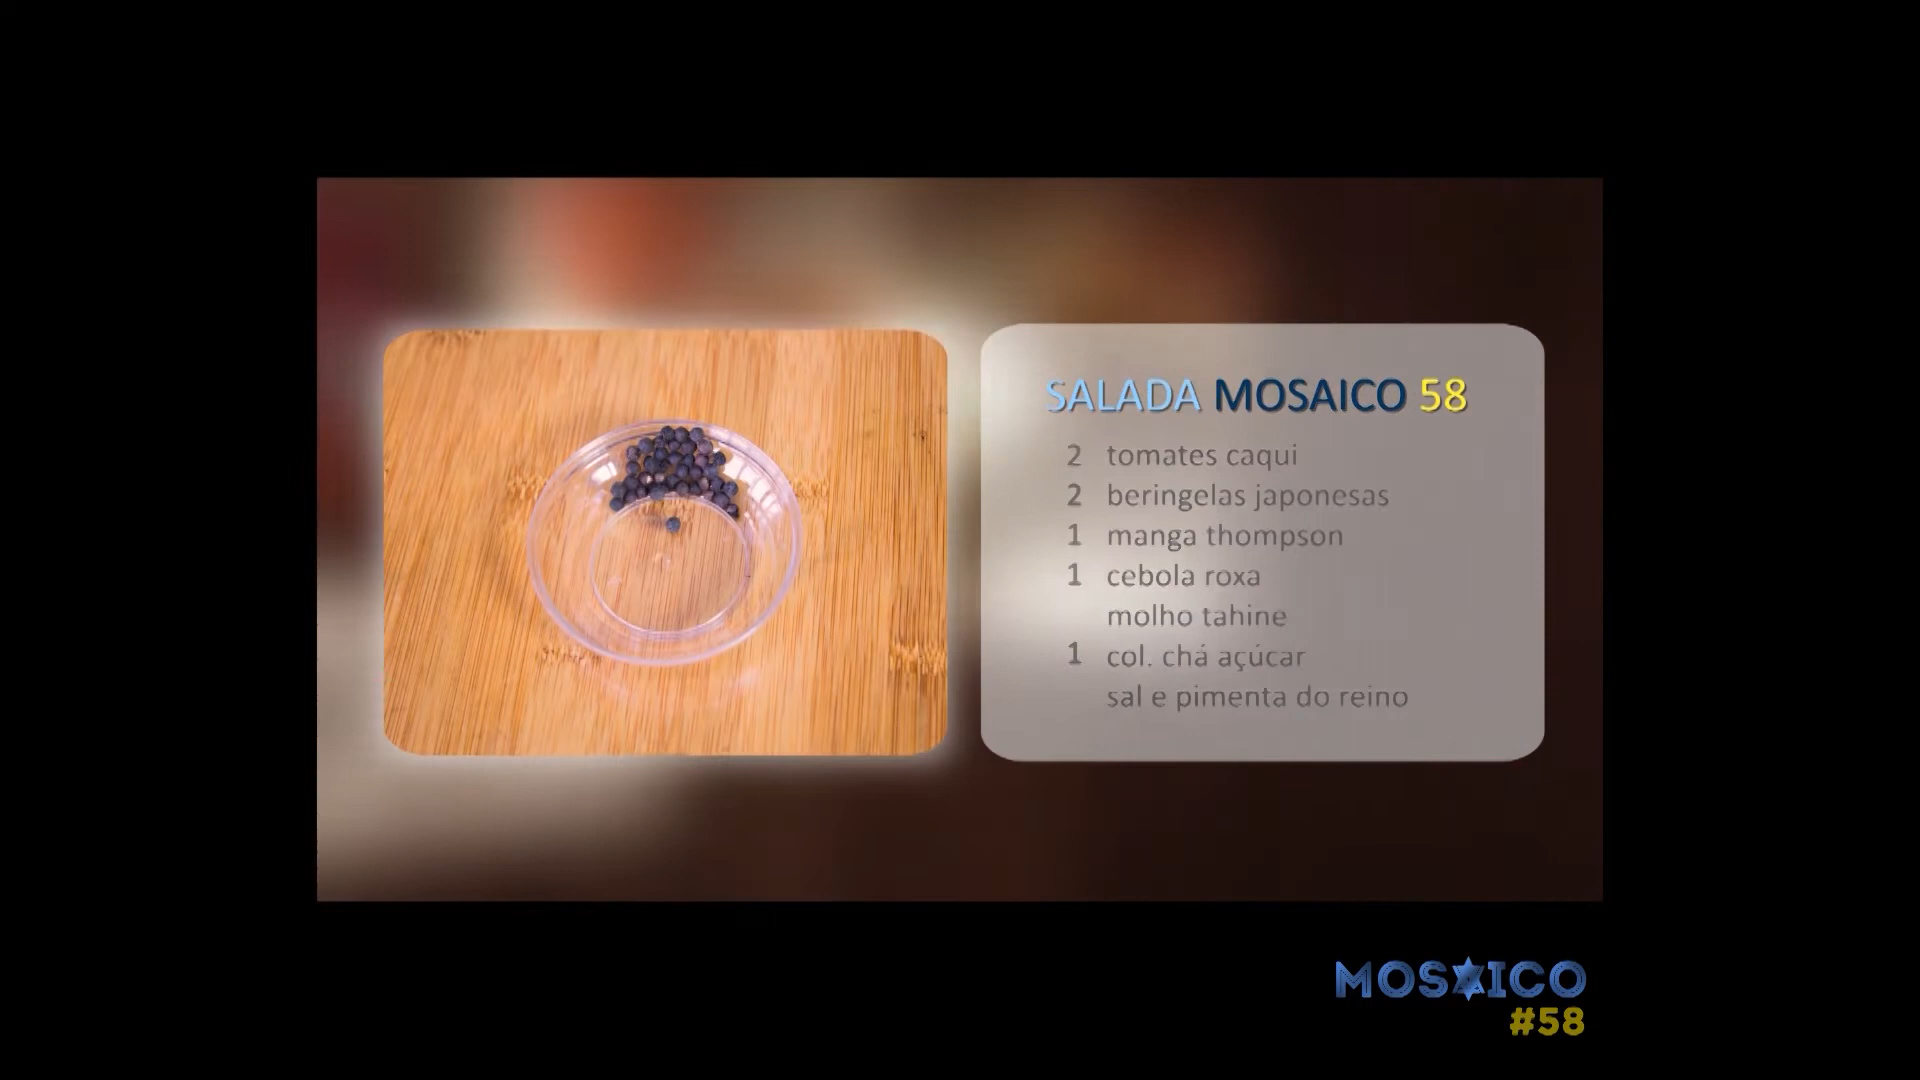 SALADA MOSAICO 58
2 tomates caqui
2 beringelas japonesas
1 manga thompson
1 cebola roxa
molho tahine
1 col. chá açúcar
sal e pimenta do reino
MOSAICO
#58